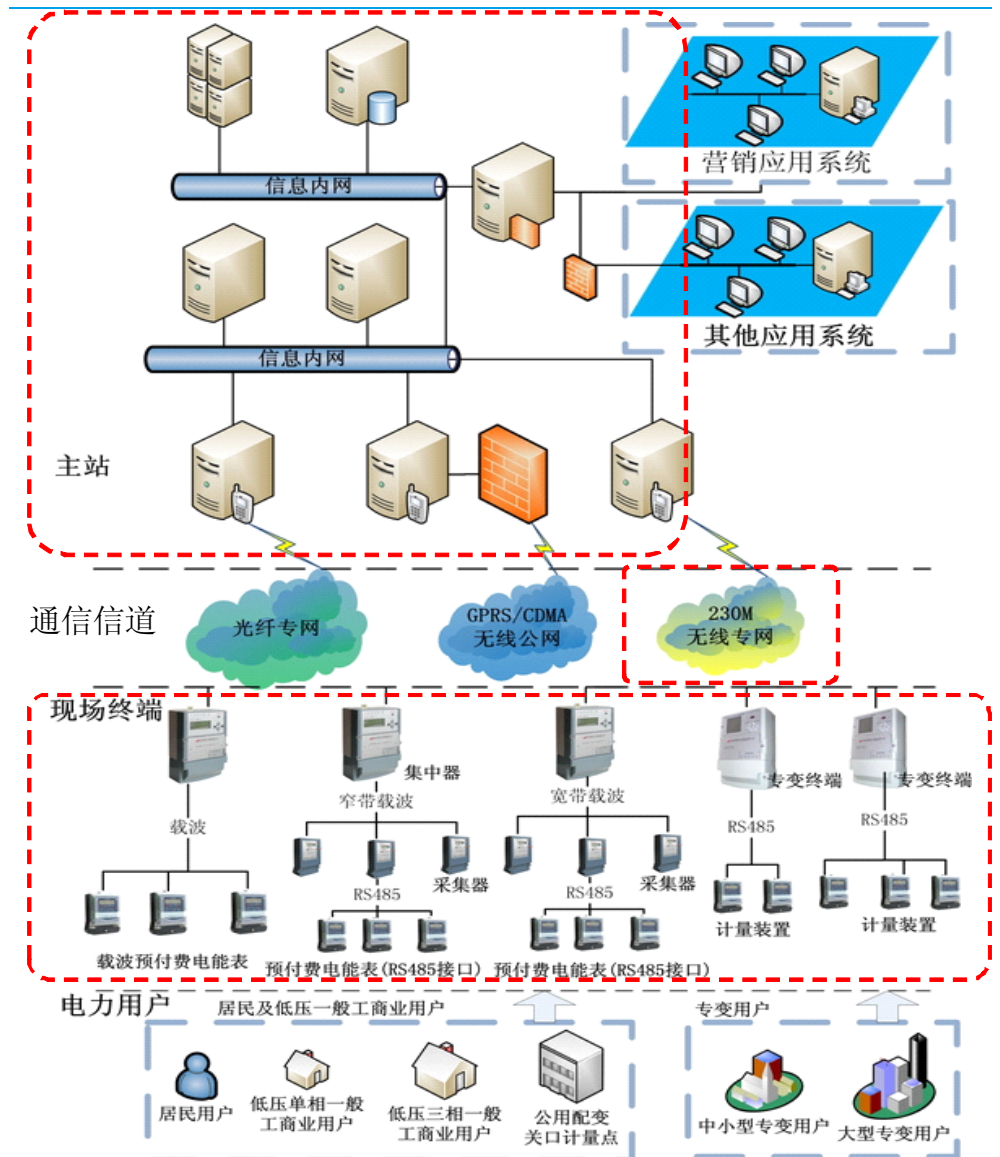 信息内网
营销应用系统
信息内网
其他应用系统
主站
通信信道
光纤专网
GPRS/CDMA
无线公网
230M
无线专网
现场终端
集中器
专变终端
专变终端
载波
窄带载波
宽带载波
RS485
RS485
RS485
采集器
RS485
采集器
计量装置
计量装置
载波预付费电能表
预付费电能表(RS485接口)
预付费电能表(RS485接口)
电力用户
居民及低压一般工商业用户
专变用户
居民用户
低压单相一般
工商业用户
低压三相一般
工商业用户
公用配变
关口计量点
中小型专变用户
大型专变用户